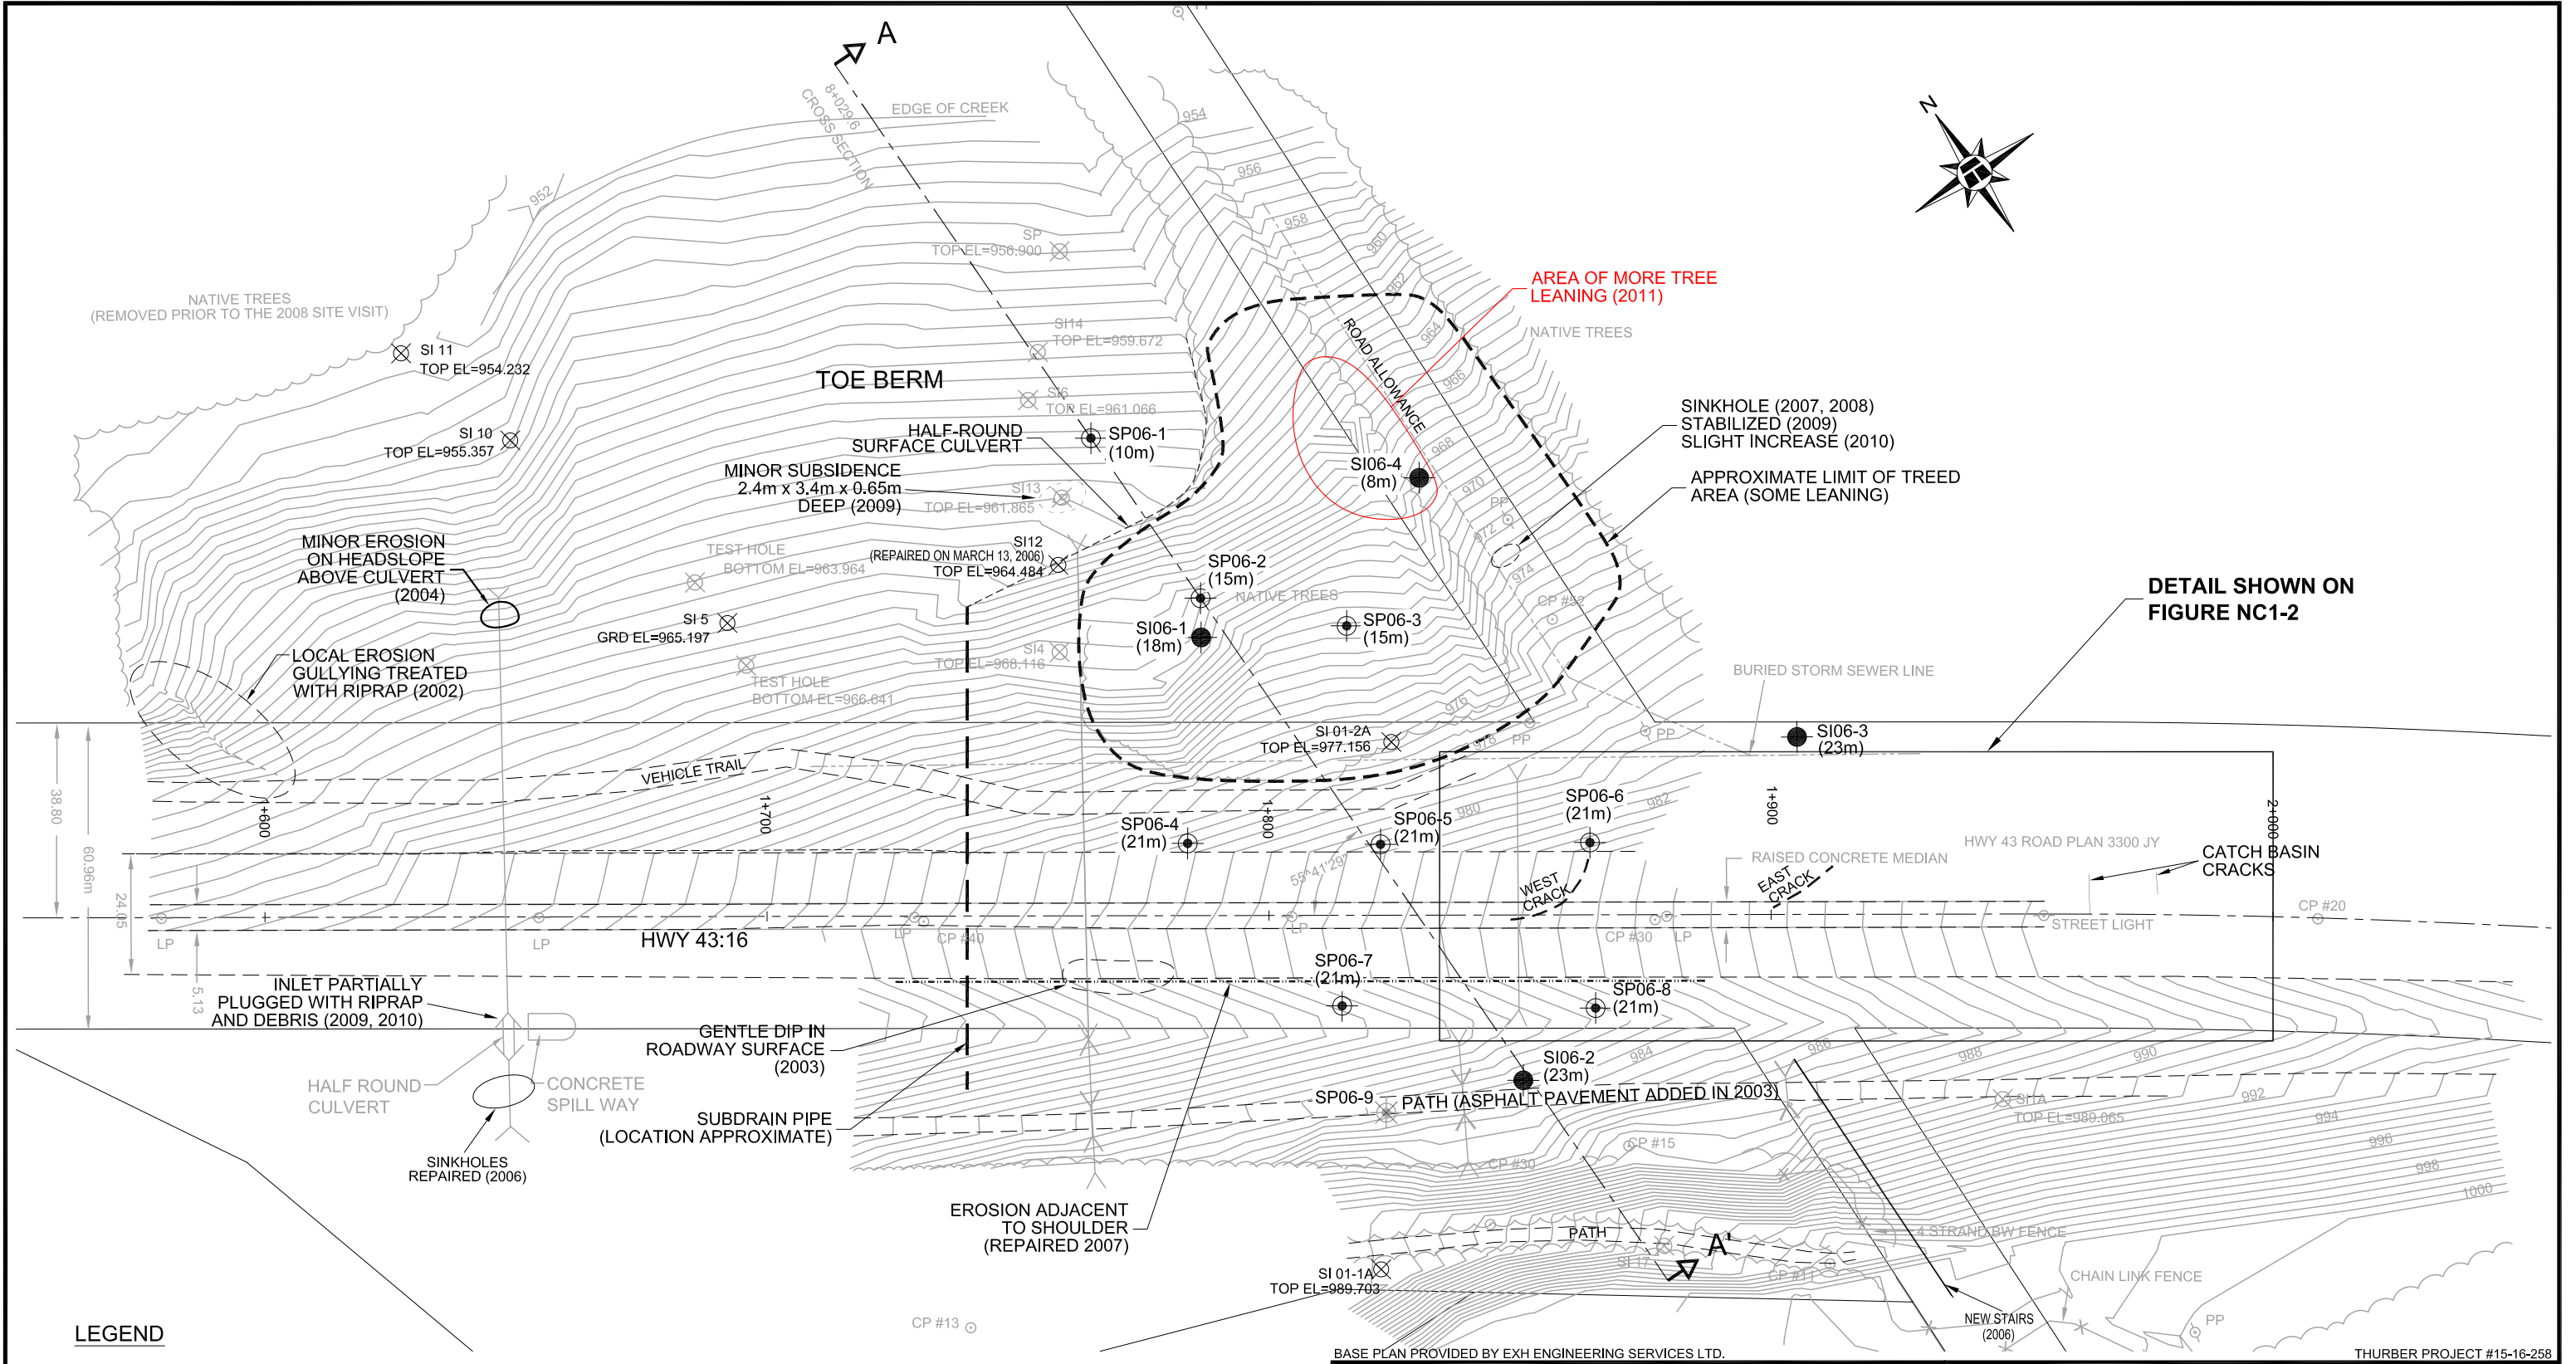 A
8+029.6
CROSS SECTION
EDGE OF CREEK
954
956
958
960
962
964
966
968
970
972
974
976
978
980
982
952
N
NATIVE TREES
(REMOVED PRIOR TO THE 2008 SITE VISIT)
SP
TOP EL=956.900
AREA OF MORE TREE
LEANING (2011)
SI14
TOP EL=959.672
NATIVE TREES
ROAD ALLOWANCE
SI 11
TOP EL=954.232
TOE BERM
SI6
TOP EL=961.066
SINKHOLE (2007, 2008)
STABILIZED (2009)
SLIGHT INCREASE (2010)
SI 10
TOP EL=955.357
HALF-ROUND
SURFACE CULVERT
SP06-1
(10m)
MINOR SUBSIDENCE
2.4m x 3.4m x 0.65m
DEEP (2009)
SI13
TOP EL=961.865
SI06-4
(8m)
PP
APPROXIMATE LIMIT OF TREED
AREA (SOME LEANING)
MINOR EROSION
ON HEADSLOPE
ABOVE CULVERT
(2004)
TEST HOLE
BOTTOM EL=963.964
SI12
(REPAIRED ON MARCH 13, 2006)
TOP EL=964.484
SP06-2
(15m)
NATIVE TREES
CP #52
DETAIL SHOWN ON
FIGURE NC1-2
SI 5
GRD EL=965.197
SI06-1
(18m)
SP06-3
(15m)
SI4
TOP EL=968.116
LOCAL EROSION
GULLYING TREATED
WITH RIPRAP (2002)
TEST HOLE
BOTTOM EL=966.641
BURIED STORM SEWER LINE
SI 01-2A
TOP EL=977.156
PP
PP
SI06-3
(23m)
VEHICLE TRAIL
38.80
60.96m
24.05
5.13
1+600
1+700
1+800
1+900
2+000
SP06-4
(21m)
SP06-5
(21m)
SP06-6
(21m)
55°41'29"
WEST
CRACK
EAST
CRACK
RAISED CONCRETE MEDIAN
HWY 43 ROAD PLAN 3300 JY
CATCH BASIN
CRACKS
LP
LP
LP
CP #40
LP
CP #30
LP
STREET LIGHT
CP #20
HWY 43:16
SP06-7
(21m)
SP06-8
(21m)
INLET PARTIALLY
PLUGGED WITH RIPRAP
AND DEBRIS (2009, 2010)
GENTLE DIP IN
ROADWAY SURFACE
(2003)
984
986
988
990
992
994
996
998
1000
SI06-2
(23m)
HALF ROUND
CULVERT
CONCRETE
SPILL WAY
SP06-9
PATH (ASPHALT PAVEMENT ADDED IN 2003)
SI1A
TOP EL=989.065
SUBDRAIN PIPE
(LOCATION APPROXIMATE)
CP #15
CP #30
SINKHOLES
REPAIRED (2006)
EROSION ADJACENT
TO SHOULDER
(REPAIRED 2007)
PATH
A'
4 STRAND BW FENCE
SI 17
CP #11
SI 01-1A
TOP EL=989.703
CHAIN LINK FENCE
CP #13
NEW STAIRS
(2006)
PP
LEGEND
BASE PLAN PROVIDED BY EXH ENGINEERING SERVICES LTD.
THURBER PROJECT #15-16-258